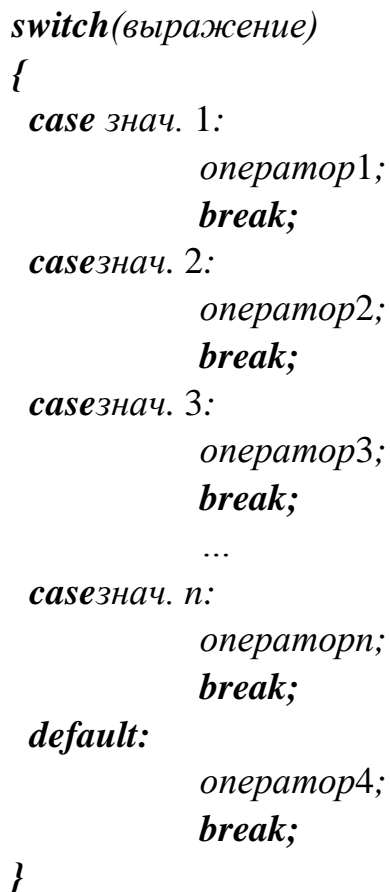 switch(выражение)
{
case знач. 1:
оператор1;
break;
caseзнач. 2:
оператор2;
break;
caseзнач. 3:
оператор3;
break;
...
caseзнач. n:
операторn;
break;
default:
оператор4;
break;
}